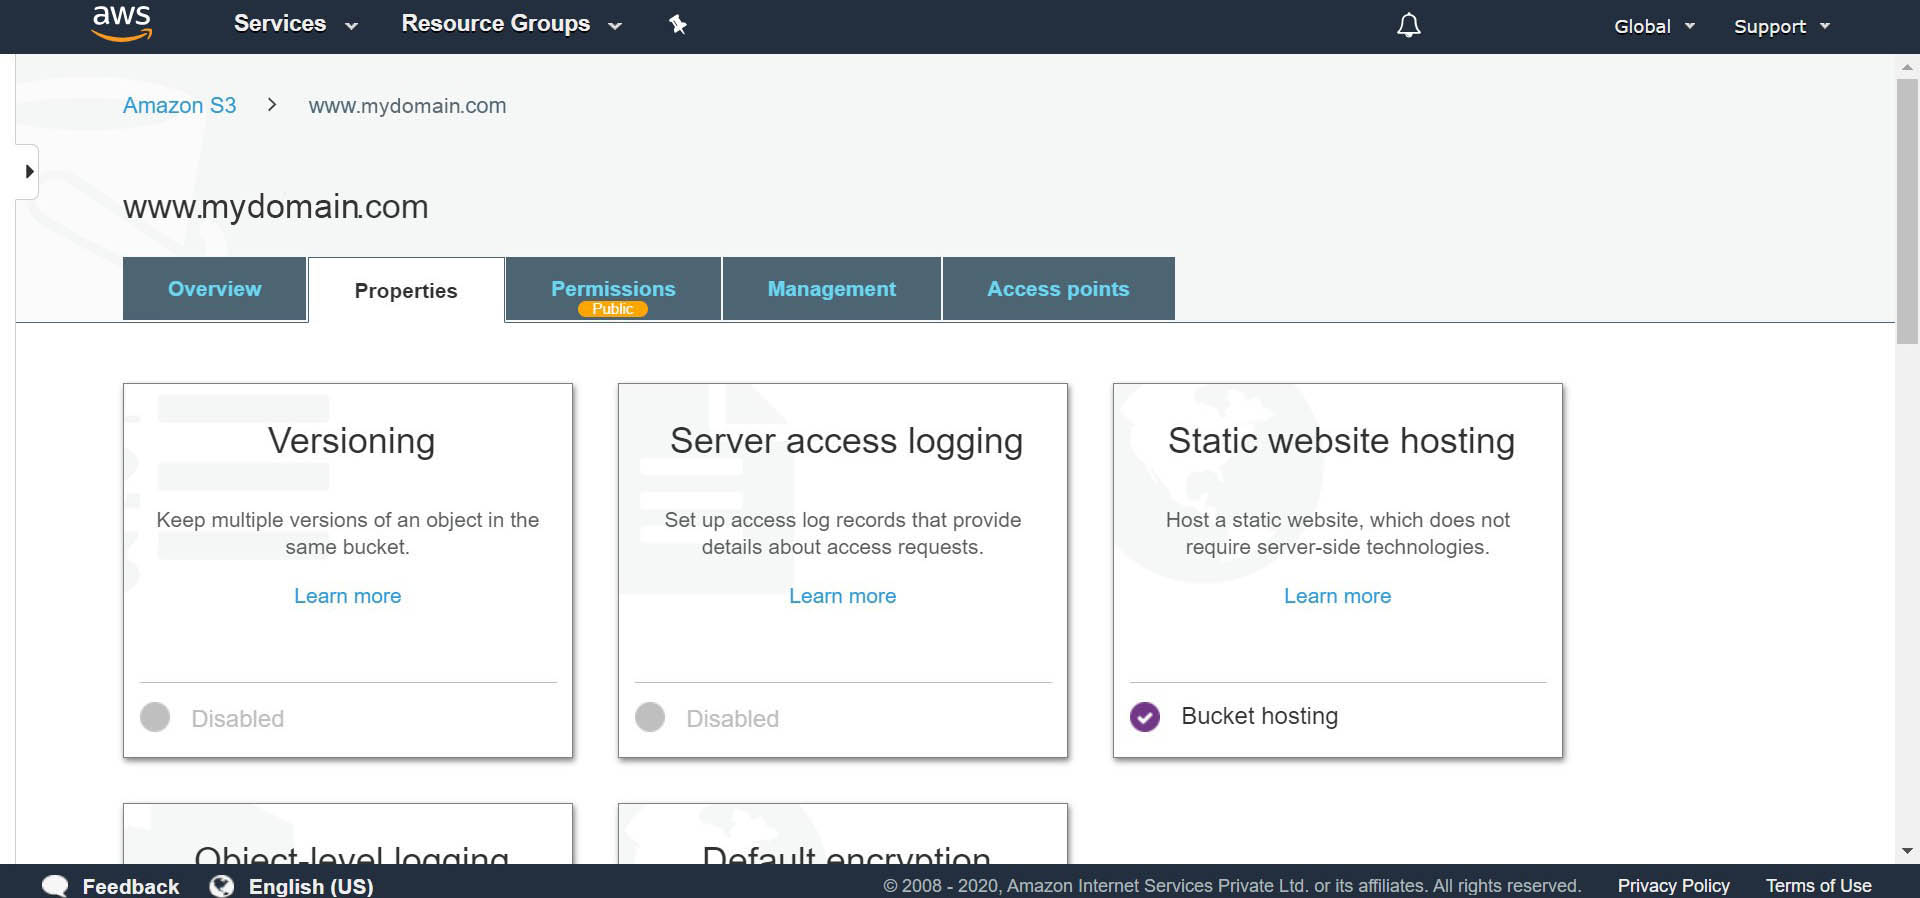 aws Services Resource Groups Global Support
Amazon S3 > www.mydomain.com
www.mydomain.com
Overview Properties Permissions Management Access points
Public
Versioning
Keep multiple versions of an object in the
same bucket.
Learn more
Disabled
Server access logging
Set up access log records that provide
details about access requests.
Learn more
Disabled
Static website hosting
Host a static website, which does not
require server-side technologies.
Learn more
Bucket hosting
Object-level logging
Default encryption
Feedback English (US) © 2008 - 2020, Amazon Internet Services Private Ltd. or its affiliates. All rights reserved. Privacy Policy Terms of Use